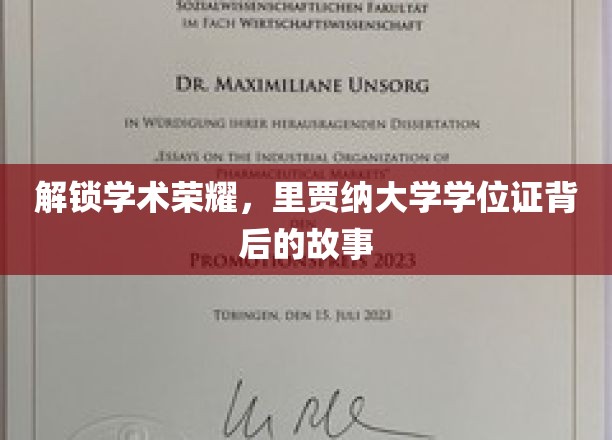 SOZIALWISSENSCHAFTLICHEN FAKULTÄT
IM FACH WIRTSCHAFTSWISSENSCHAFT
DR. MAXIMILIANE UNSORG
IN WÜRDIGUNG IHRER HERAUSRAGENDEN DISSERTATION
„ESSAYS ON THE INDUSTRIAL ORGANIZATION OF
PHARMACEUTICAL MARKETS“
解锁学术荣耀，里贾纳大学学位证背
后的故事
PROMOTIONSPREIS 2023
TÜBINGEN, DEN 15. JULI 2023